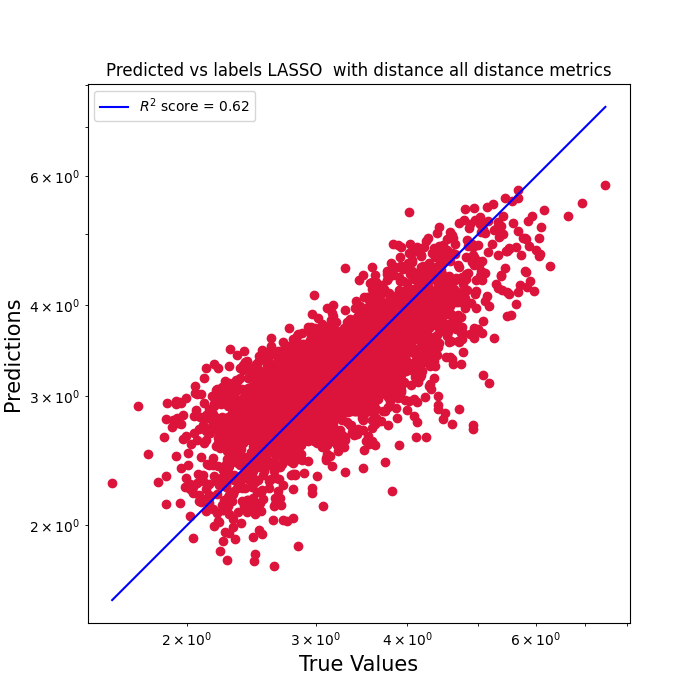 Predicted vs labels LASSO  with distance all distance metrics
R² score = 0.62
6 × 10⁰
4 × 10⁰
3 × 10⁰
2 × 10⁰
Predictions
2 × 10⁰ 3 × 10⁰ 4 × 10⁰ 6 × 10⁰
True Values